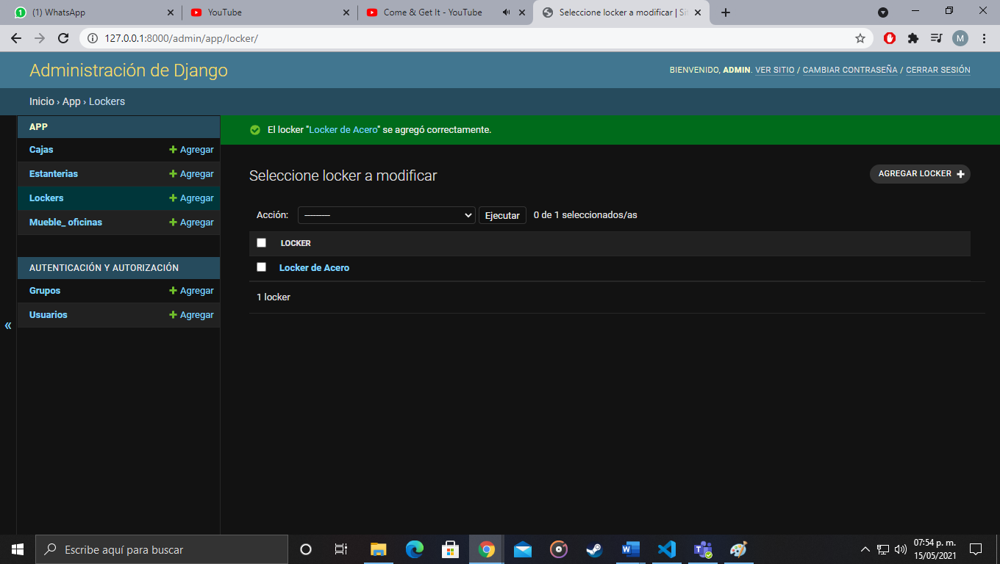 (1) WhatsApp
YouTube
Come & Get It - YouTube
Seleccione locker a modificar | Si
127.0.0.1:8000/admin/app/locker/
M
Administración de Django
BIENVENIDO, ADMIN. VER SITIO / CAMBIAR CONTRASEÑA / CERRAR SESIÓN
Inicio › App › Lockers
APP
Cajas Agregar
Estanterias Agregar
Lockers Agregar
Mueble_ oficinas Agregar
AUTENTICACIÓN Y AUTORIZACIÓN
Grupos Agregar
Usuarios Agregar
«
El locker "Locker de Acero" se agregó correctamente.
Seleccione locker a modificar
AGREGAR LOCKER
Acción: --------- Ejecutar 0 de 1 seleccionados/as
LOCKER
Locker de Acero
1 locker
Escribe aquí para buscar
07:54 p. m.
15/05/2021